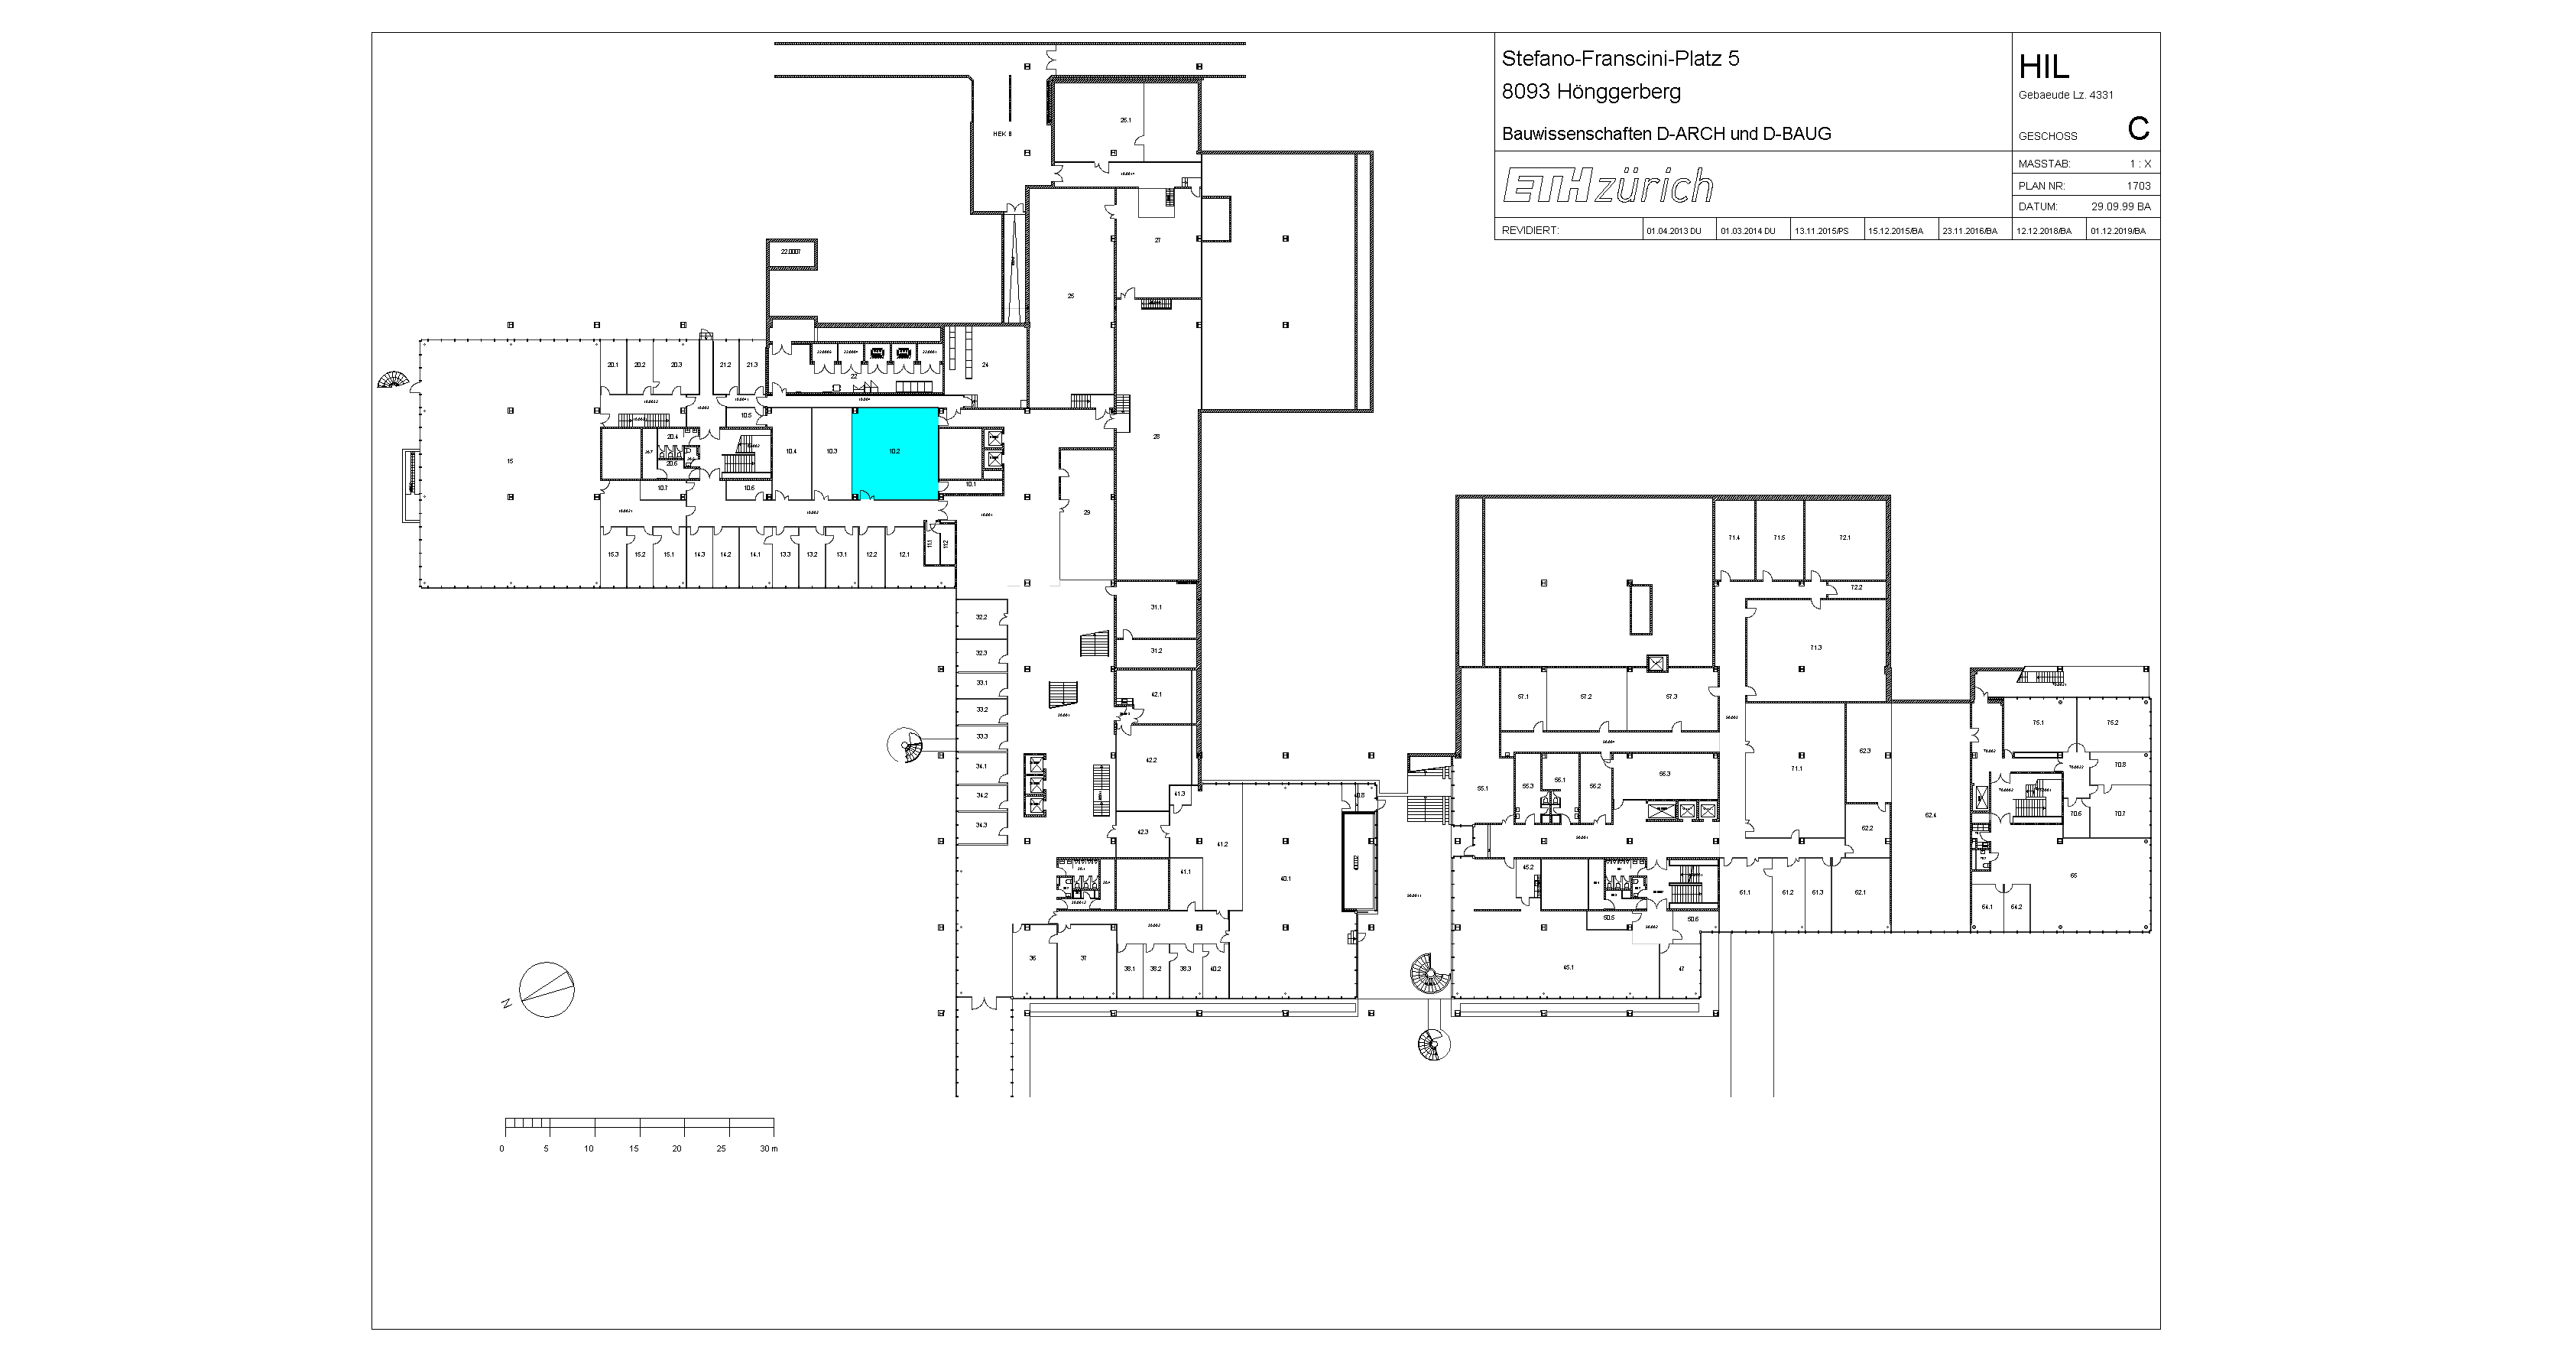 Stefano-Franscini-Platz 5
8093 Hönggerberg
Bauwissenschaften D-ARCH und D-BAUG
HIL
Gebaeude Lz. 4331
GESCHOSS C
ETH zürich
MASSTAB: 1 : X
PLAN NR: 1703
DATUM: 29.09.99 BA
REVIDIERT: 01.04.2013 DU 01.03.2014 DU 13.11.2015/PS 15.12.2015/BA 23.11.2016/BA 12.12.2018/BA 01.12.2019/BA
HEK B
26.1
27
22.0007
25
20.1 20.2 20.3 21.2 21.3
22
24
10.5
20.4
28
16
10.4 10.3 10.2
20.6
10.7 10.6 10.1
29
15.3 15.2 15.1 14.3 14.2 14.1 13.3 13.2 13.1 12.2 12.1 11.1 11.2
71.4 71.5 72.1
72.2
31.1
32.2
31.2
32.3
71.3
33.1
42.1
57.1 57.2 57.3
33.2
75.1 75.2
33.3
42.2
62.3
34.1
71.1
70.8
55.3 55.1 55.2 56.3
34.2
41.3
40.8
70.6 70.7
34.3
42.3
62.2
62.4
41.2
41.1
40.1
45.2
61.1 61.2 61.3 62.1
65
64.1 64.2
50.5 50.6
36 37
38.1 38.2 38.3 40.2
45.1 47
N
0 5 10 15 20 25 30 m